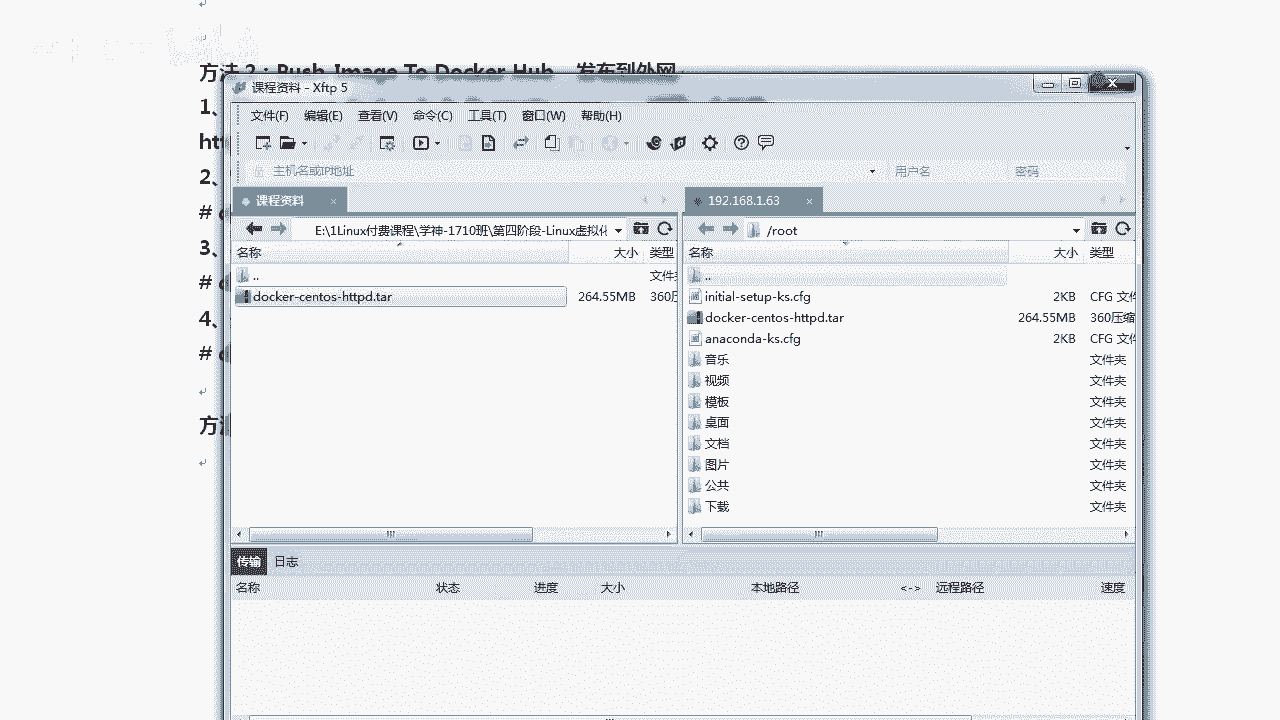 方法 2：Push Image To Docker Hub 发布到外网
课程资料 - Xftp 5
1、
文件(F) 编辑(E) 查看(V) 命令(C) 工具(T) 窗口(W) 帮助(H)
htt
主机名或IP地址 用户名 密码
2、
课程资料 192.168.1.63
#
E:\1Linux付费课程\学神-1710班\第四阶段-Linux虚拟化 /root
3、
名称 大小 类型 名称 大小 类型
.. 文件 ..
#
docker-centos-httpd.tar 264.55MB 360压 initial-setup-ks.cfg 2KB CFG 文件
4、
docker-centos-httpd.tar 264.55MB 360压缩
anaconda-ks.cfg 2KB CFG 文件
#
音乐 文件夹
视频 文件夹
模板 文件夹
方
桌面 文件夹
文档 文件夹
图片 文件夹
公共 文件夹
下载 文件夹
传输 日志
名称 状态 进度 大小 本地路径 <-> 远程路径 速度